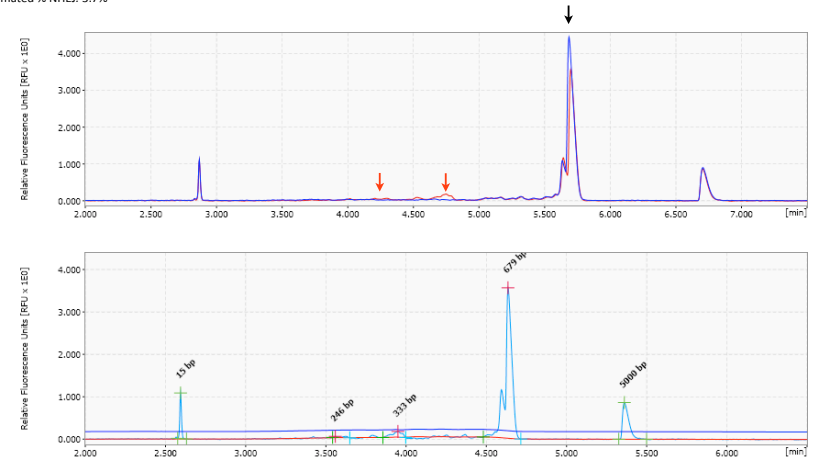 Relative Fluorescence Units [RFU x 1E0]
4.000
3.000
2.000
1.000
0.000
2.000 2.500 3.000 3.500 4.000 4.500 5.000 5.500 6.000 6.500 7.000 [min]
Relative Fluorescence Units [RFU x 1E0]
4.000
3.000
2.000
1.000
0.000
15 bp
246 bp
333 bp
679 bp
5000 bp
2.000 2.500 3.000 3.500 4.000 4.500 5.000 5.500 6.000 [min]